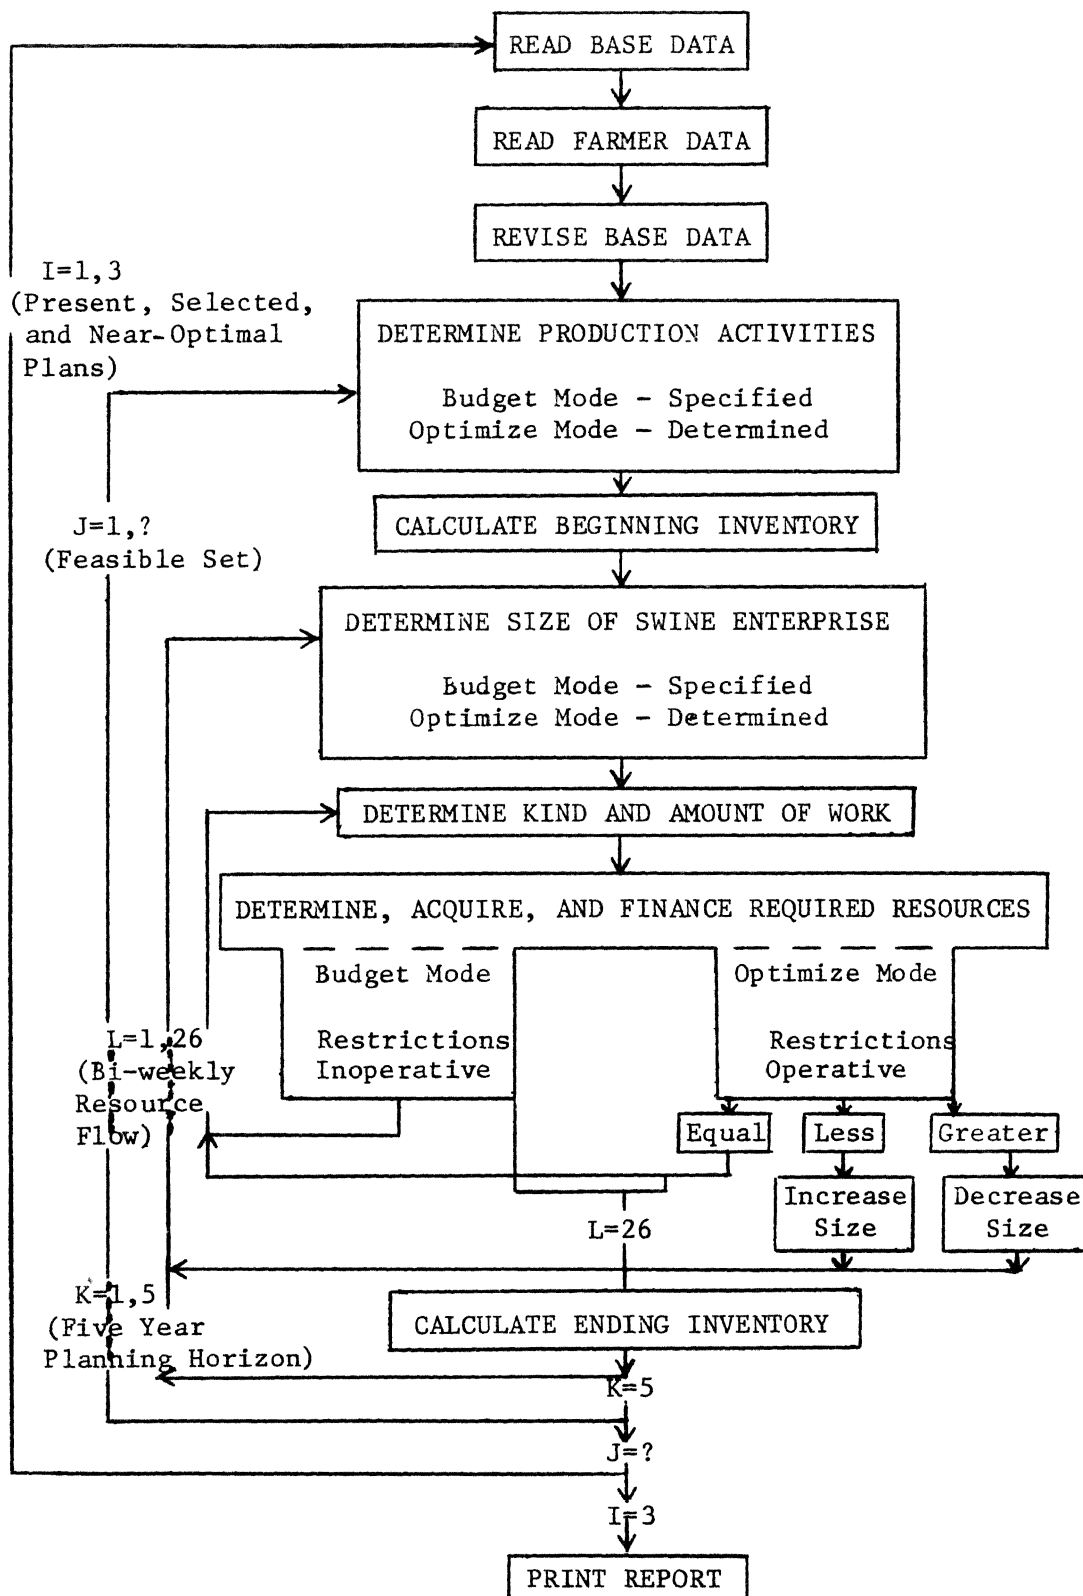 READ BASE DATA
READ FARMER DATA
REVISE BASE DATA
I=1,3
(Present, Selected,
and Near-Optimal
Plans)
DETERMINE PRODUCTION ACTIVITIES
Budget Mode - Specified
Optimize Mode - Determined
J=1,?
(Feasible Set)
CALCULATE BEGINNING INVENTORY
DETERMINE SIZE OF SWINE ENTERPRISE
Budget Mode - Specified
Optimize Mode - Determined
DETERMINE KIND AND AMOUNT OF WORK
DETERMINE, ACQUIRE, AND FINANCE REQUIRED RESOURCES
Budget Mode
Restrictions
Inoperative
Optimize Mode
Restrictions
Operative
L=1,26
(Bi-weekly
Resource
Flow)
Equal
Less
Greater
Increase
Size
Decrease
Size
L=26
K=1,5
(Five Year
Planning Horizon)
CALCULATE ENDING INVENTORY
K=5
J=?
I=3
PRINT REPORT